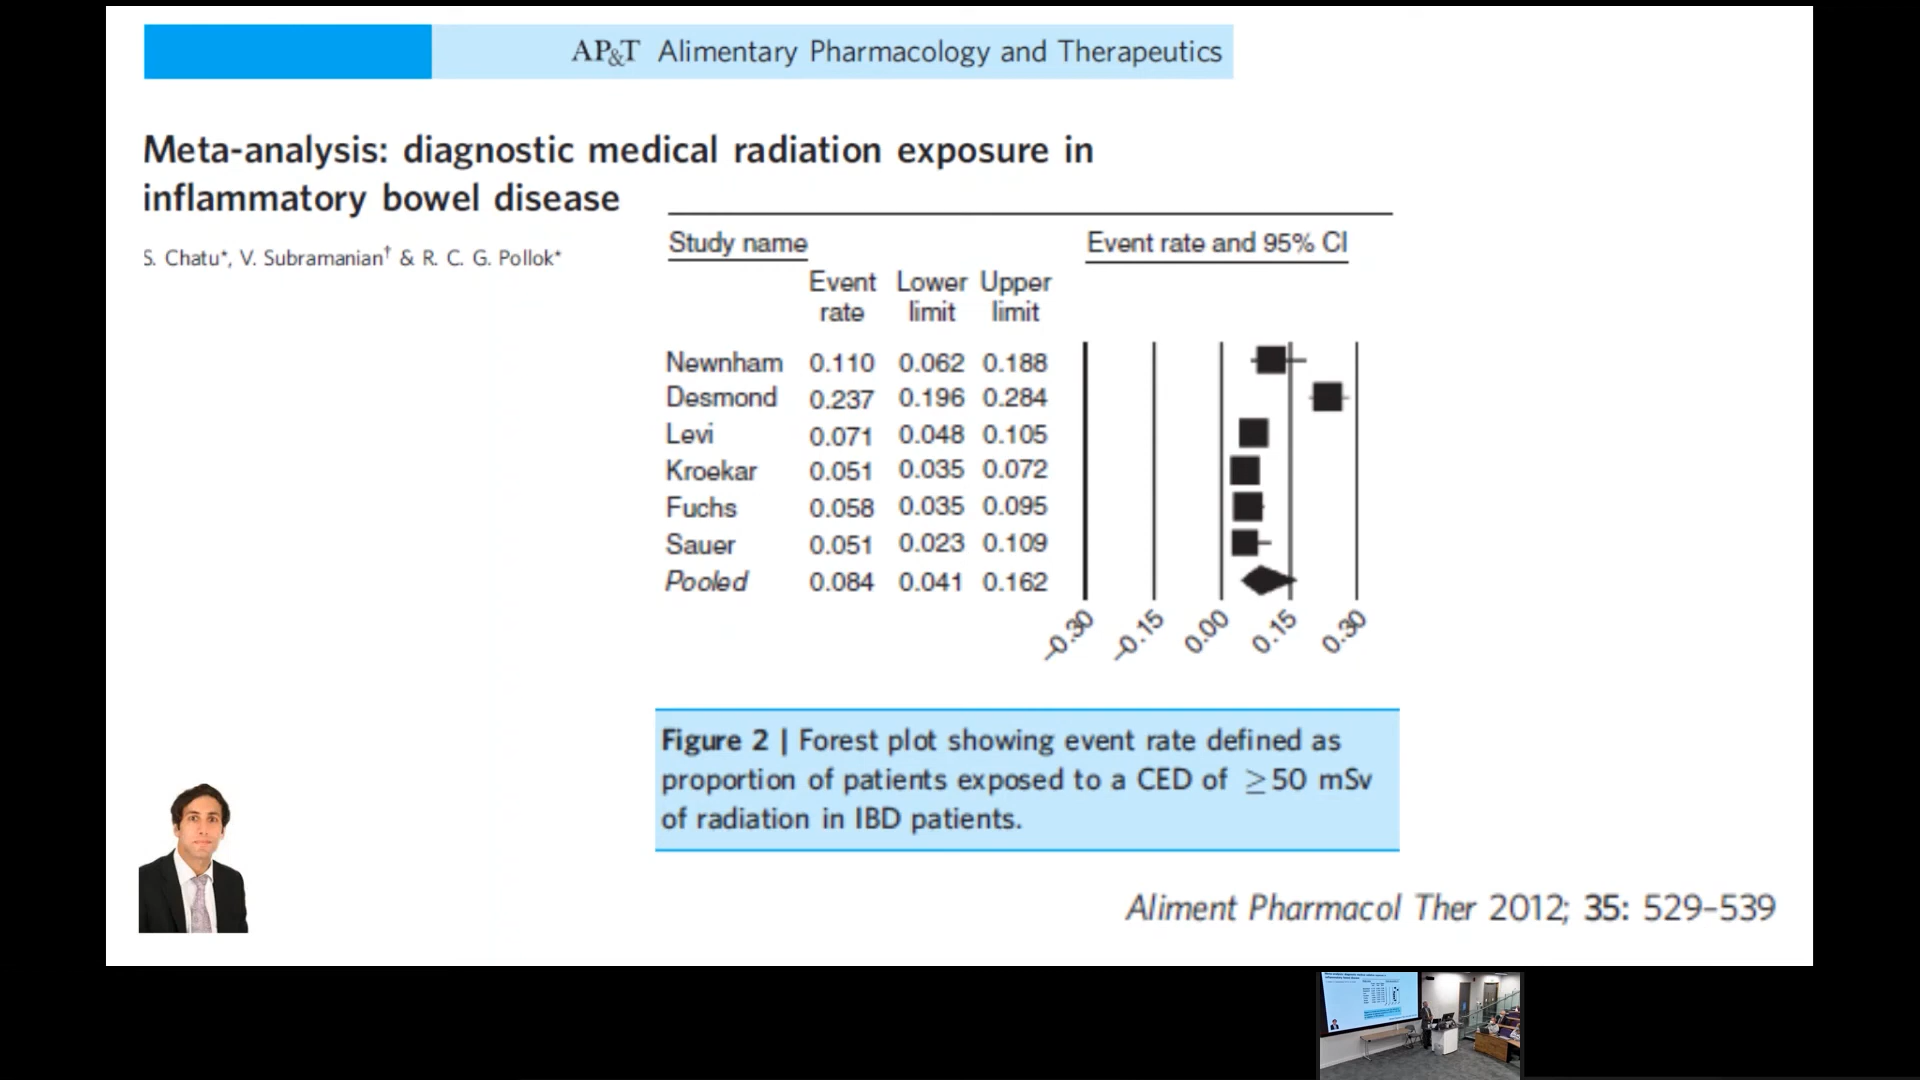 AP&T Alimentary Pharmacology and Therapeutics
Meta-analysis: diagnostic medical radiation exposure in
inflammatory bowel disease
S. Chatu*, V. Subramanian† & R. C. G. Pollok*
Study name Event rate and 95% CI
Event Lower Upper
rate limit limit
Newnham 0.110 0.062 0.188
Desmond 0.237 0.196 0.284
Levi 0.071 0.048 0.105
Kroekar 0.051 0.035 0.072
Fuchs 0.058 0.035 0.095
Sauer 0.051 0.023 0.109
Pooled 0.084 0.041 0.162
–0.30 –0.15 0.00 0.15 0.30
Figure 2 | Forest plot showing event rate defined as
proportion of patients exposed to a CED of ≥50 mSv
of radiation in IBD patients.
Aliment Pharmacol Ther 2012; 35: 529–539